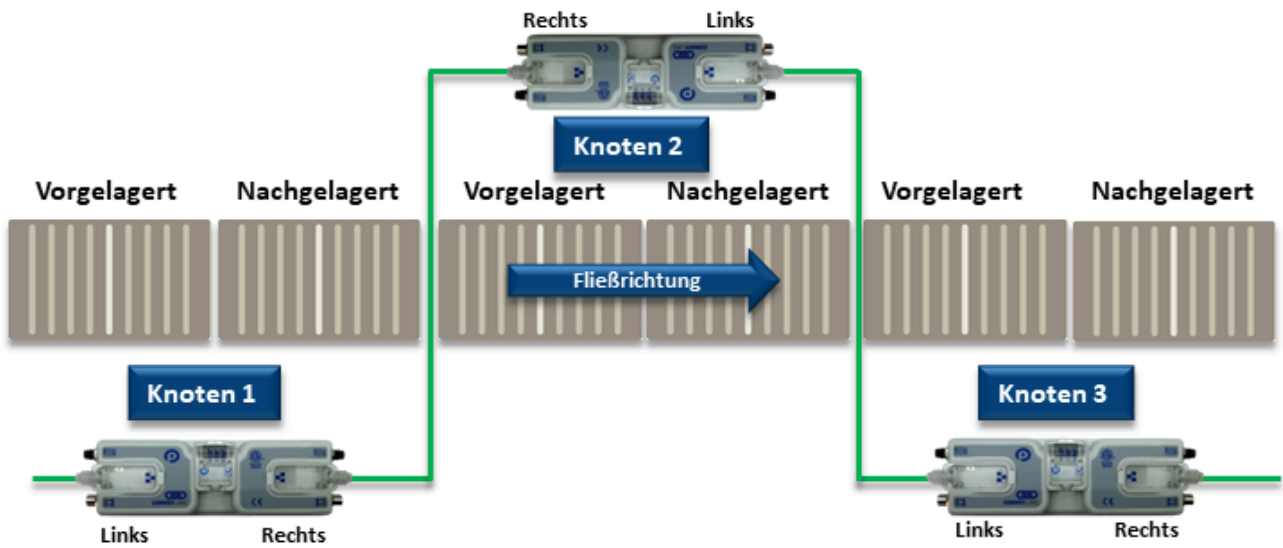 Rechts Links
Knoten 2
Vorgelagert Nachgelagert Vorgelagert Nachgelagert Vorgelagert Nachgelagert
Fließrichtung
Knoten 1 Knoten 3
Links Rechts Links Rechts